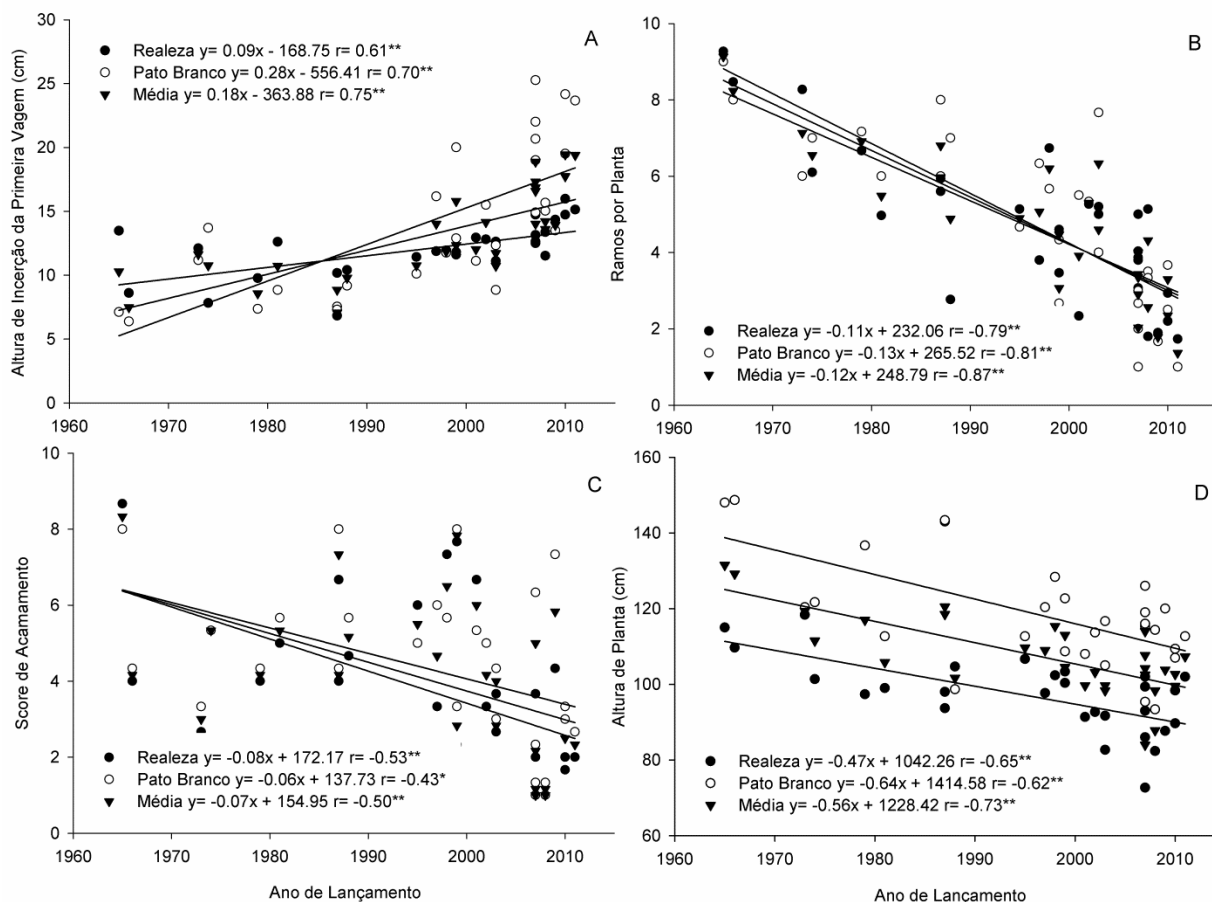 A
Altura de Incerção da Primeira Vagem (cm)
30
25
20
15
10
5
0
Realeza y= 0.09x - 168.75 r= 0.61**
Pato Branco y= 0.28x - 556.41 r= 0.70**
Média y= 0.18x - 363.88 r= 0.75**
1960 1970 1980 1990 2000 2010
B
Ramos por Planta
10
8
6
4
2
0
Realeza y= -0.11x + 232.06 r= -0.79**
Pato Branco y= -0.13x + 265.52 r= -0.81**
Média y= -0.12x + 248.79 r= -0.87**
1960 1970 1980 1990 2000 2010
C
Score de Acamamento
10
8
6
4
2
0
Realeza y= -0.08x + 172.17 r= -0.53**
Pato Branco y= -0.06x + 137.73 r= -0.43*
Média y= -0.07x + 154.95 r= -0.50**
1960 1970 1980 1990 2000 2010
Ano de Lançamento
D
Altura de Planta (cm)
160
140
120
100
80
60
Realeza y= -0.47x + 1042.26 r= -0.65**
Pato Branco y= -0.64x + 1414.58 r= -0.62**
Média y= -0.56x + 1228.42 r= -0.73**
1960 1970 1980 1990 2000 2010
Ano de Lancamento